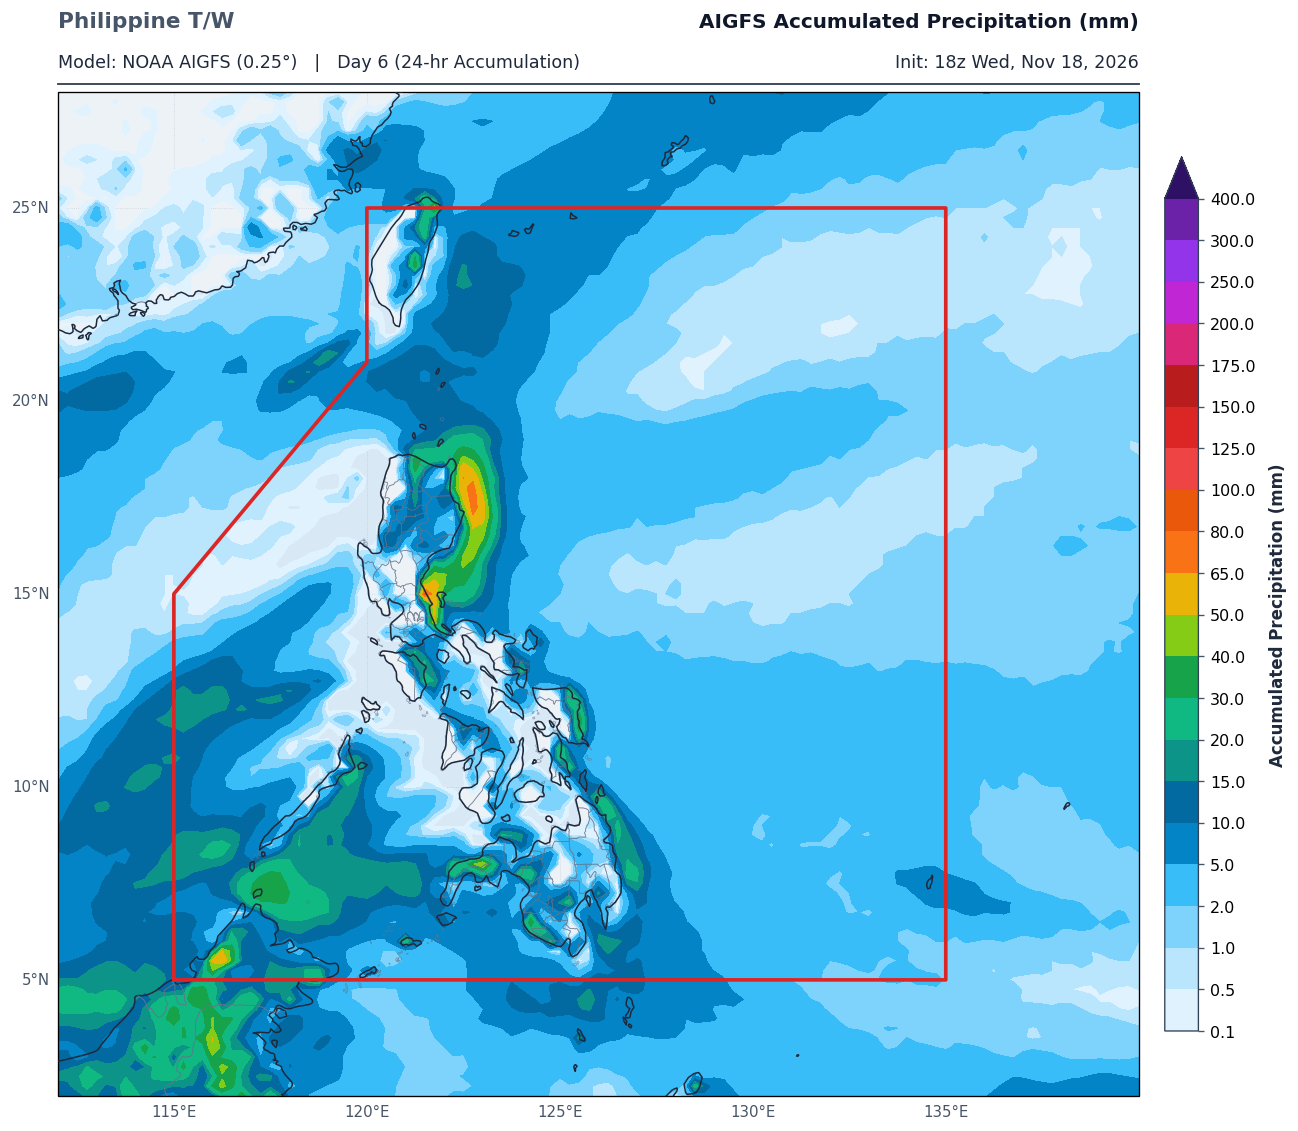 Philippine T/W
AIGFS Accumulated Precipitation (mm)
Model: NOAA AIGFS (0.25°)   |   Day 6 (24-hr Accumulation)
Init: 18z Wed, Nov 18, 2026
25°N
20°N
15°N
10°N
5°N
115°E
120°E
125°E
130°E
135°E
400.0
300.0
250.0
200.0
175.0
150.0
125.0
100.0
80.0
65.0
50.0
40.0
30.0
20.0
15.0
10.0
5.0
2.0
1.0
0.5
0.1
Accumulated Precipitation (mm)